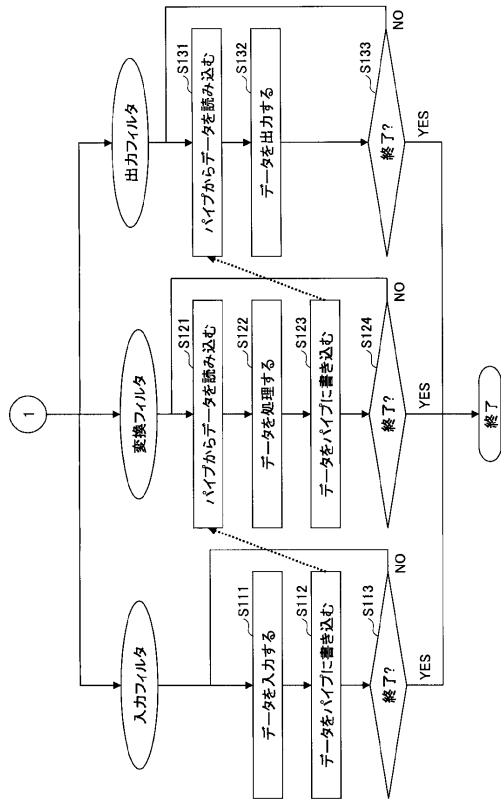 1
入力フィルタ
S111
データを入力する
S112
データをパイプに書き込む
S113
終了?
NO
YES
変換フィルタ
S121
パイプからデータを読み込む
S122
データを処理する
S123
データをパイプに書き込む
S124
終了?
NO
YES
出力フィルタ
S131
パイプからデータを読み込む
S132
データを出力する
S133
終了?
NO
YES
終了